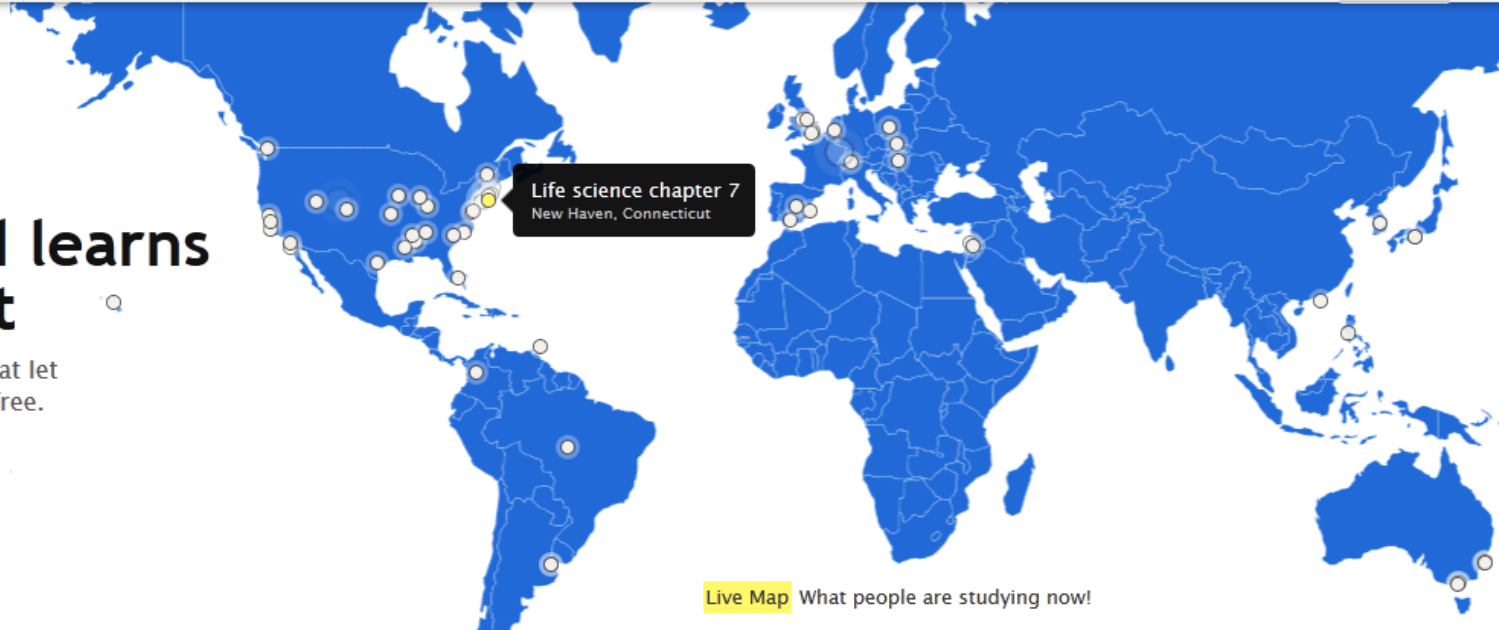 learns
t
at let
ree.
Life science chapter 7
New Haven, Connecticut
Live Map What people are studying now!